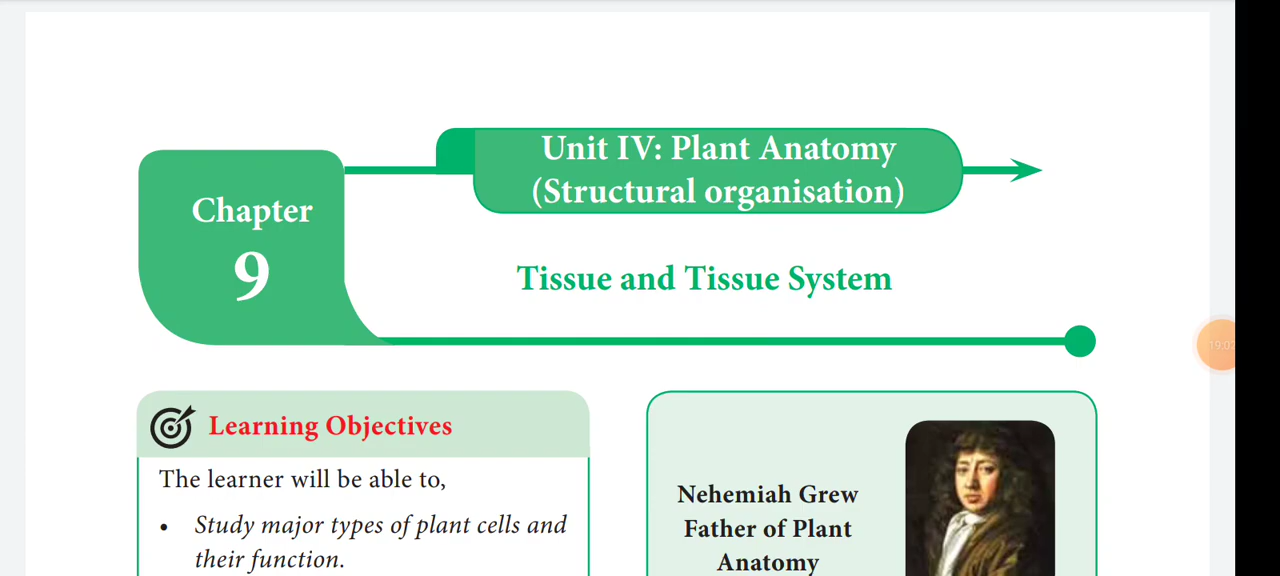 Unit IV: Plant Anatomy
(Structural organisation)
Chapter
9
Tissue and Tissue System
Learning Objectives
The learner will be able to,
• Study major types of plant cells and
their function.
Nehemiah Grew
Father of Plant
Anatomy